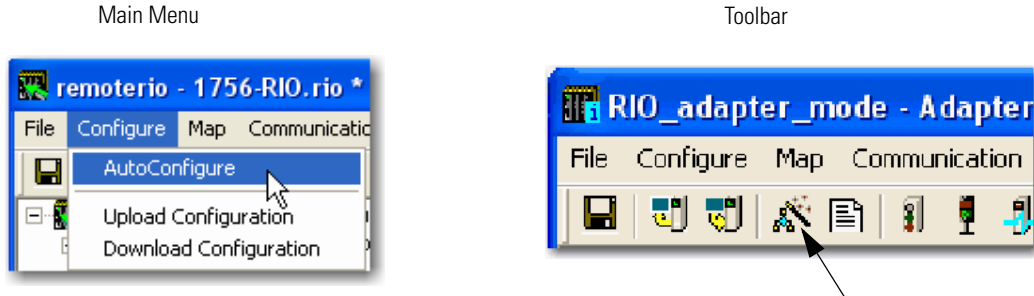 Main Menu
Toolbar
remoterio - 1756-RIO.rio *
File Configure Map
AutoConfigure
Upload Configuration
Download Configuration
RIO_adapter_mode - Adapter
File Configure Map Communication